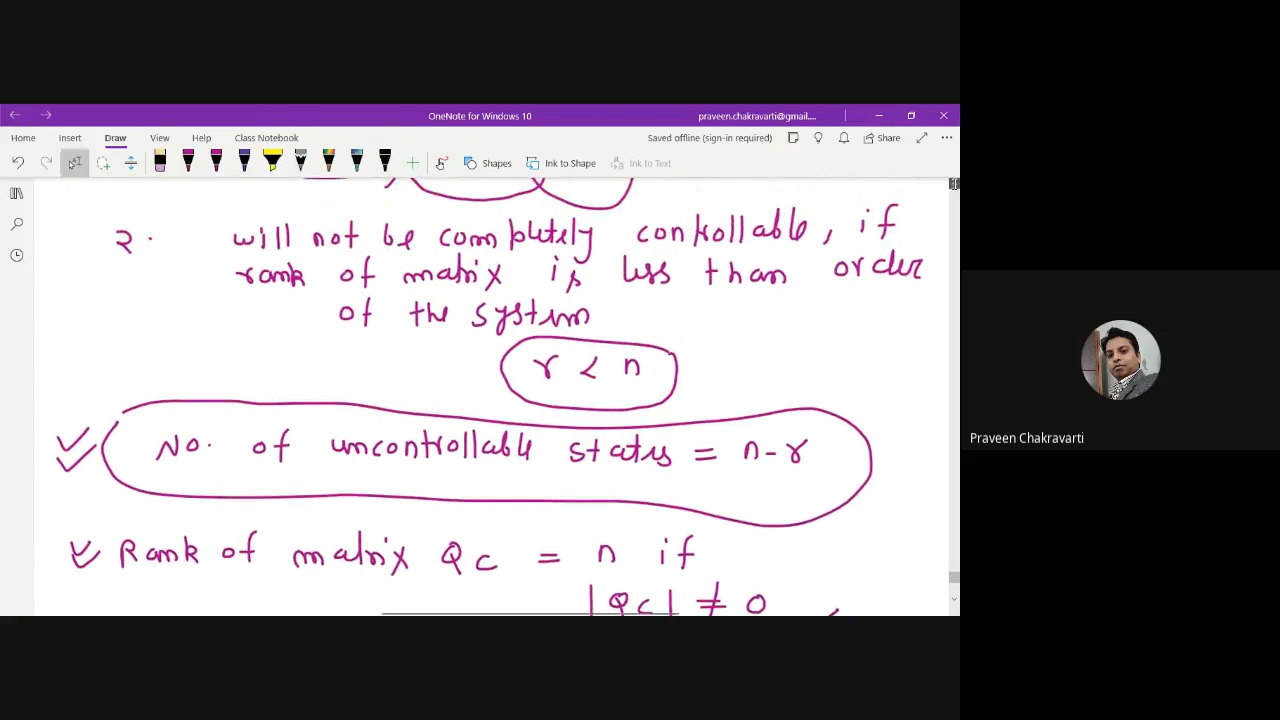 OneNote for Windows 10
praveen.chakravarti@gmail....
Home Insert Draw View Help Class Notebook
Saved offline (sign-in required)
Share
Shapes
Ink to Shape
Ink to Text
2. will not be completely controllable, if
rank of matrix is less than order
of the system
r < n
No. of uncontrollable states = n - r
Rank of matrix Qc = n if
|Qc| ≠ 0
Praveen Chakravarti